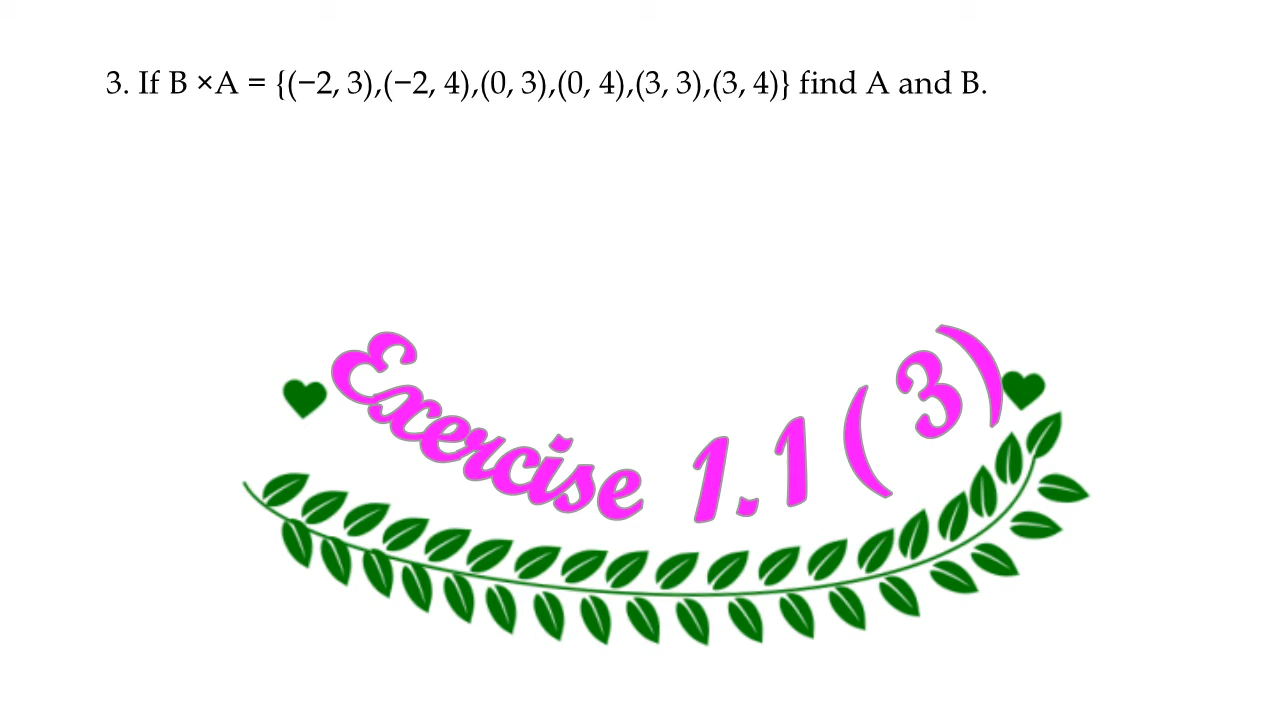 3. If B ×A = {(−2, 3),(−2, 4),(0, 3),(0, 4),(3, 3),(3, 4)} find A and B.
Exercise 1.1 ( 3)